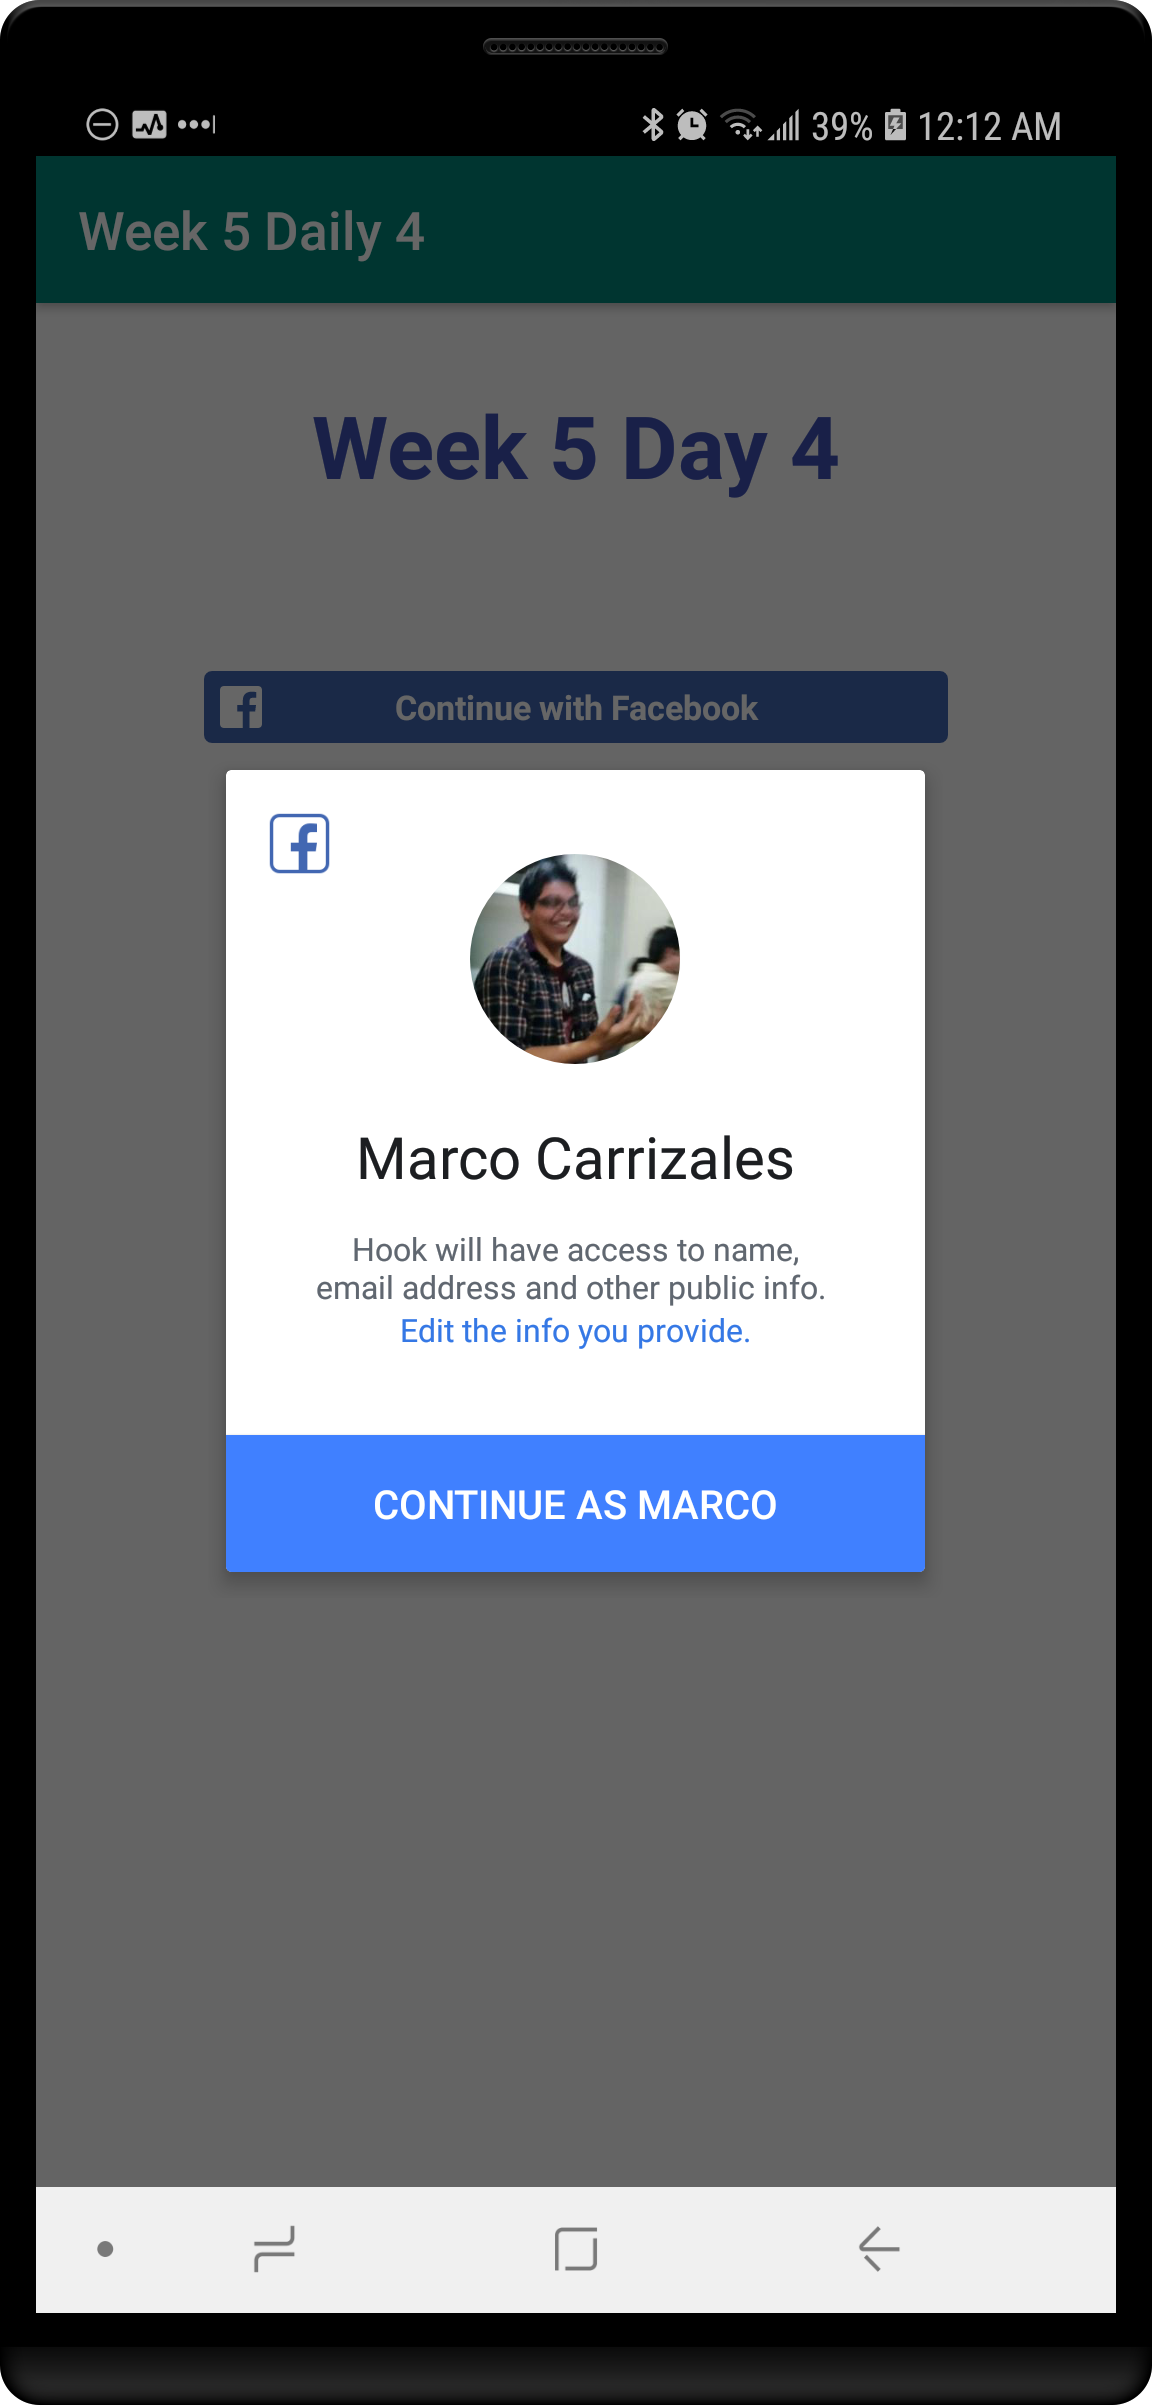 39% 12:12 AM
Week 5 Daily 4
Week 5 Day 4
Continue with Facebook
Marco Carrizales
Hook will have access to name,
email address and other public info.
Edit the info you provide.
CONTINUE AS MARCO